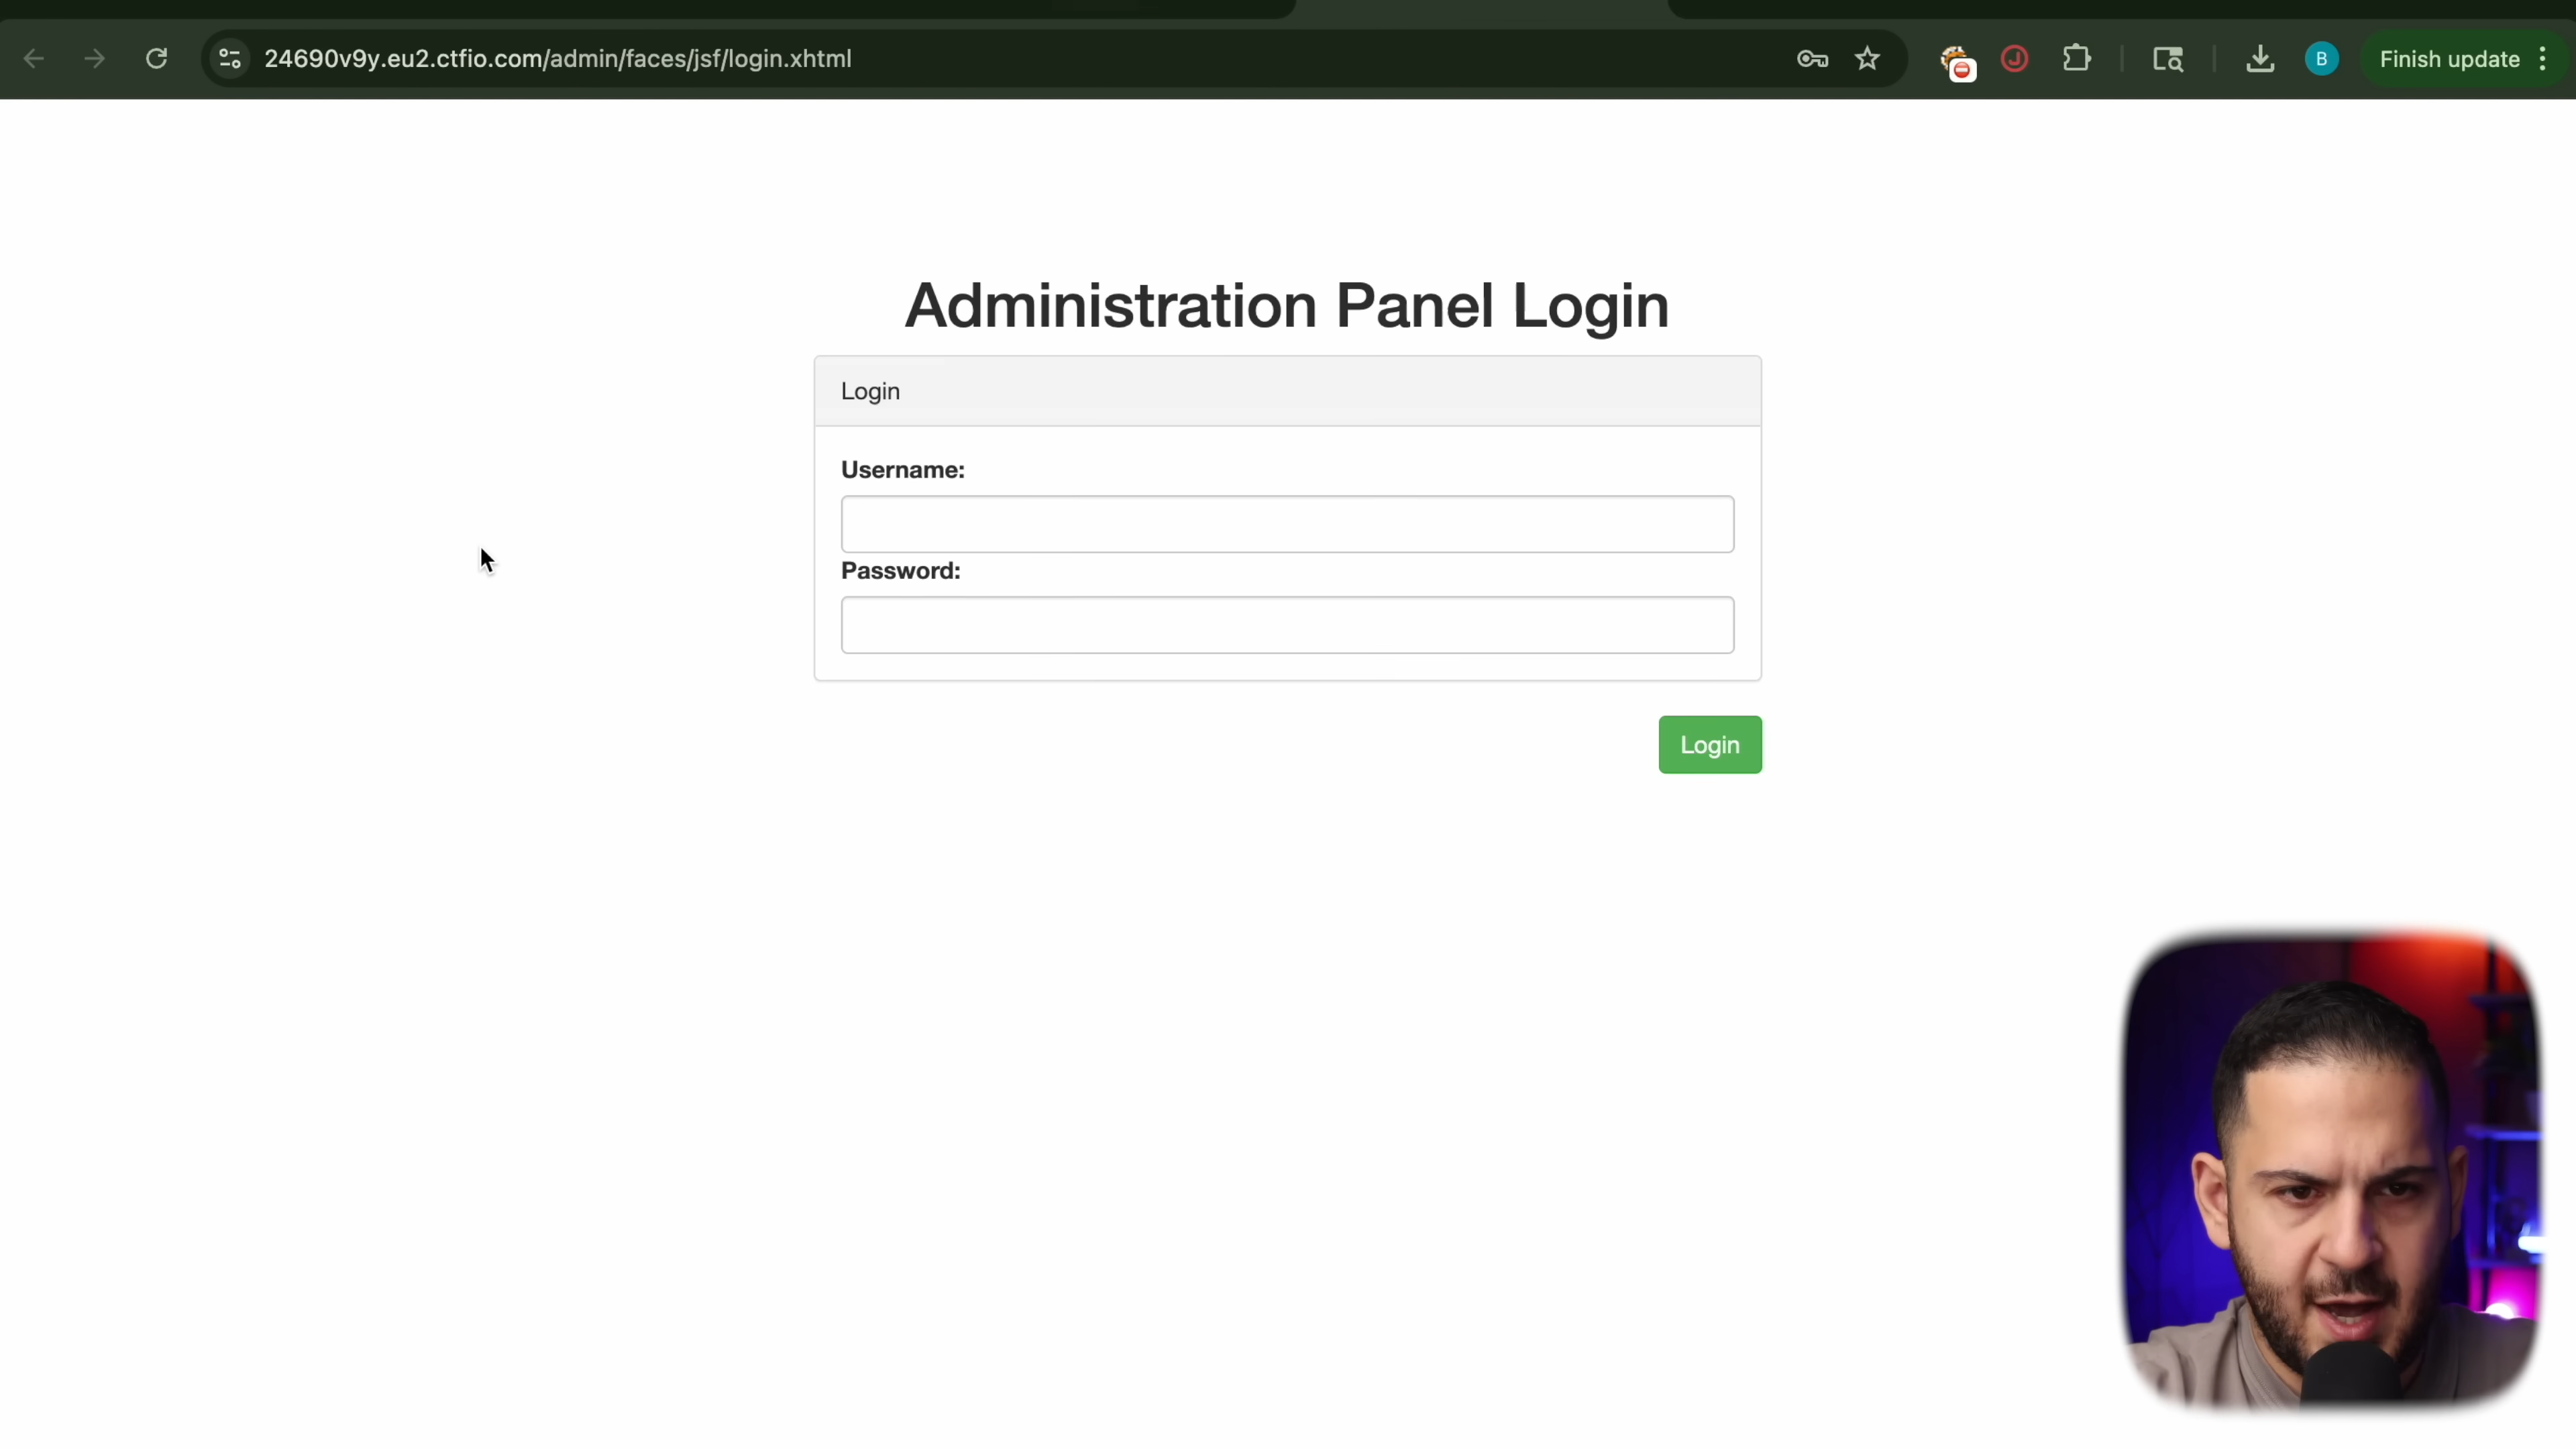 24690v9y.eu2.ctfio.com/admin/faces/jsf/login.xhtml
J
B
Finish update
Administration Panel Login
Login
Username:
Password:
Login